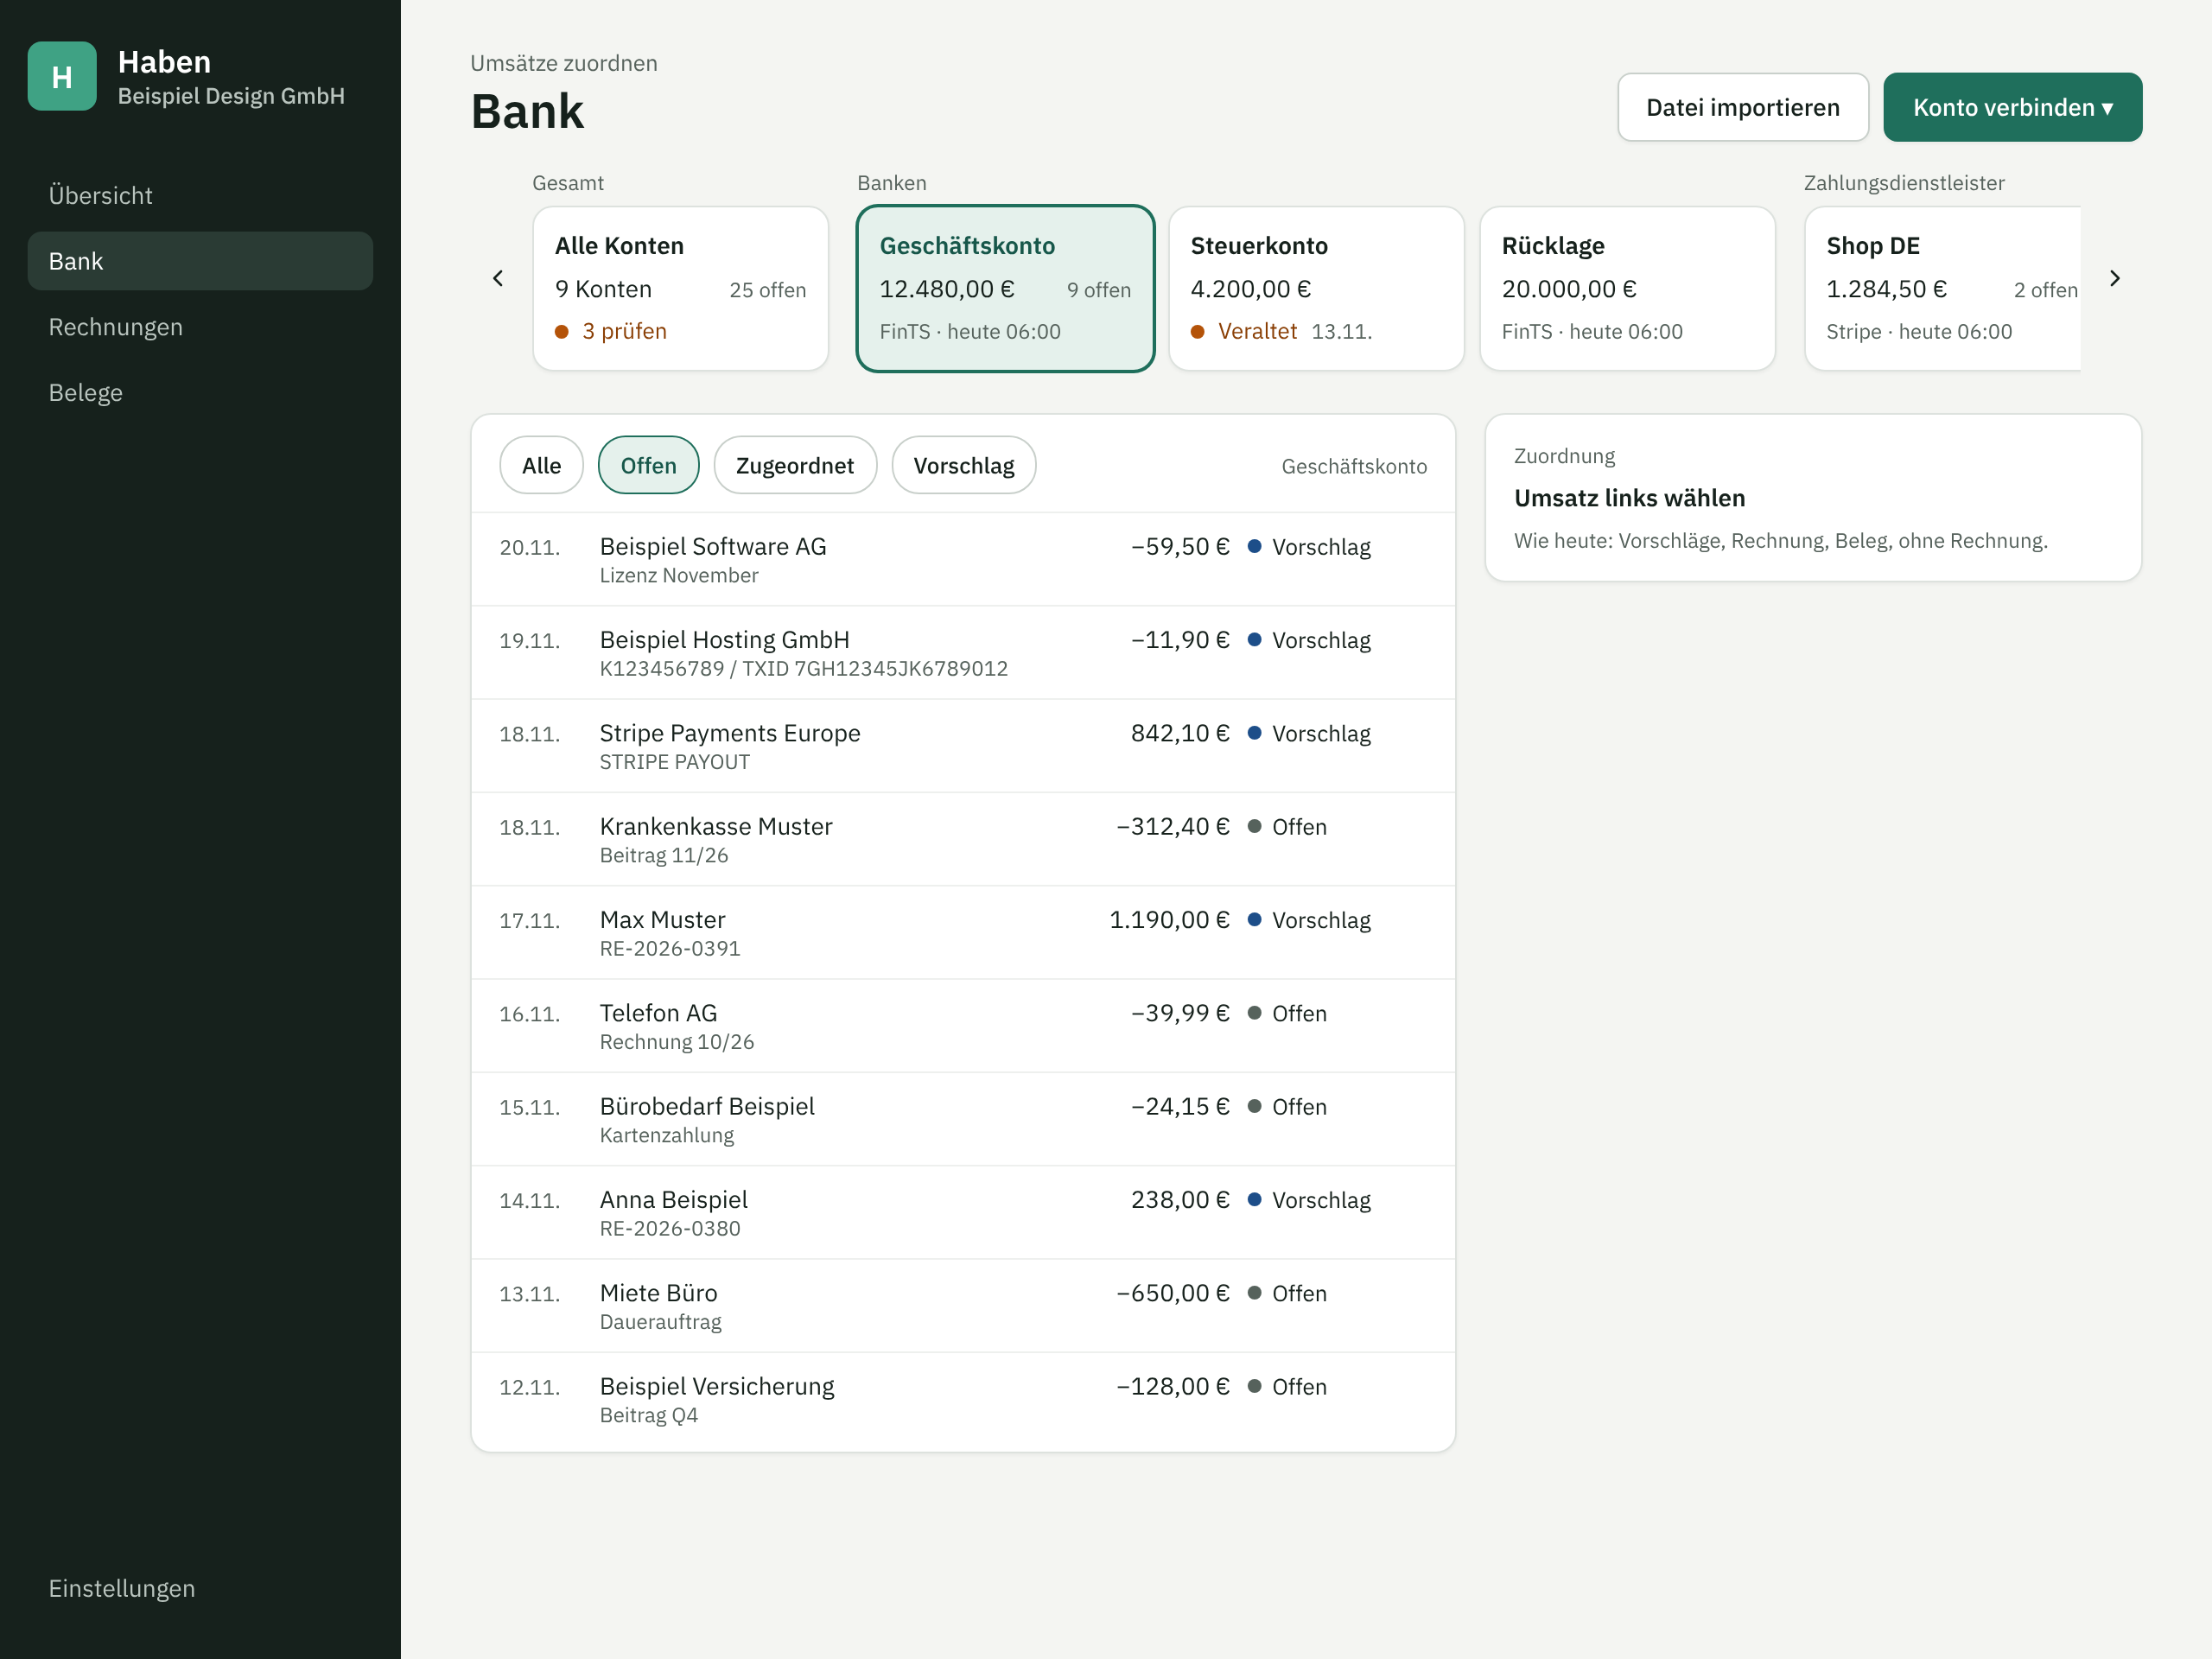 H
Haben
Beispiel Design GmbH
Übersicht
Bank
Rechnungen
Belege
Einstellungen
Umsätze zuordnen
Bank
Datei importieren
Konto verbinden ▾
Gesamt
Alle Konten
9 Konten 25 offen
3 prüfen
Banken
Geschäftskonto
12.480,00 € 9 offen
FinTS · heute 06:00
Steuerkonto
4.200,00 €
Veraltet 13.11.
Rücklage
20.000,00 €
FinTS · heute 06:00
Zahlungsdienstleister
Shop DE
1.284,50 € 2 offen
Stripe · heute 06:00
Alle Offen Zugeordnet Vorschlag Geschäftskonto
20.11. Beispiel Software AG −59,50 € Vorschlag
Lizenz November
19.11. Beispiel Hosting GmbH −11,90 € Vorschlag
K123456789 / TXID 7GH12345JK6789012
18.11. Stripe Payments Europe 842,10 € Vorschlag
STRIPE PAYOUT
18.11. Krankenkasse Muster −312,40 € Offen
Beitrag 11/26
17.11. Max Muster 1.190,00 € Vorschlag
RE-2026-0391
16.11. Telefon AG −39,99 € Offen
Rechnung 10/26
15.11. Bürobedarf Beispiel −24,15 € Offen
Kartenzahlung
14.11. Anna Beispiel 238,00 € Vorschlag
RE-2026-0380
13.11. Miete Büro −650,00 € Offen
Dauerauftrag
12.11. Beispiel Versicherung −128,00 € Offen
Beitrag Q4
Zuordnung
Umsatz links wählen
Wie heute: Vorschläge, Rechnung, Beleg, ohne Rechnung.